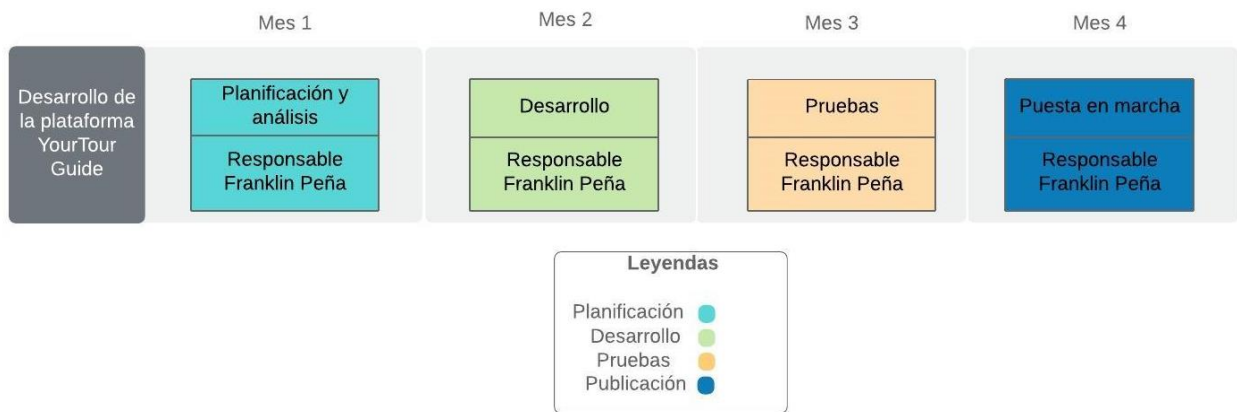 Mes 1
Mes 2
Mes 3
Mes 4
Desarrollo de
la plataforma
YourTour
Guide
Planificación y
análisis
Responsable
Franklin Peña
Desarrollo
Responsable
Franklin Peña
Pruebas
Responsable
Franklin Peña
Puesta en marcha
Responsable
Franklin Peña
Leyendas
Planificación
Desarrollo
Pruebas
Publicación